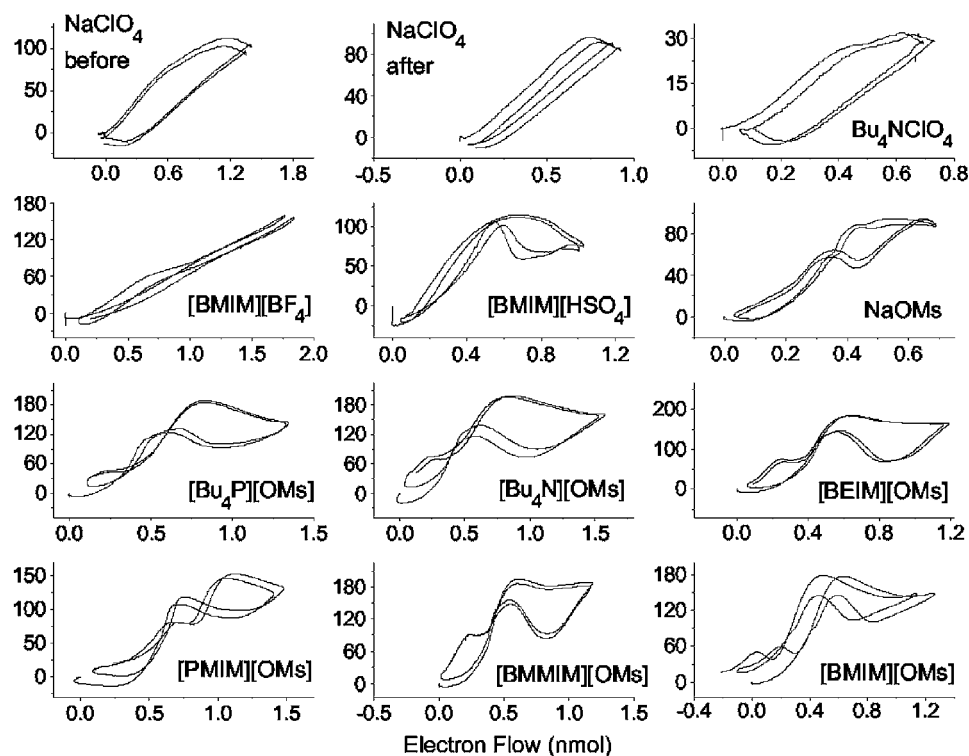 NaClO4
before
100
50
0
0.0 0.6 1.2 1.8
NaClO4
after
80
40
0
-0.5 0.0 0.5 1.0
30
15
0
Bu4NClO4
0.0 0.2 0.4 0.6 0.8
180
120
60
0
[BMIM][BF4]
0.0 0.5 1.0 1.5 2.0
100
50
0
[BMIM][HSO4]
0.0 0.4 0.8 1.2
80
40
0
NaOMs
0.0 0.2 0.4 0.6
180
120
60
0
[Bu4P][OMs]
0.0 0.5 1.0 1.5
180
120
60
0
[Bu4N][OMs]
0.0 0.5 1.0 1.5
200
100
0
[BEIM][OMs]
0.0 0.4 0.8 1.2
150
100
50
0
[PMIM][OMs]
0.0 0.5 1.0 1.5
180
120
60
0
[BMMIM][OMs]
0.0 0.5 1.0 1.5
180
120
60
0
[BMIM][OMs]
-0.4 0.0 0.4 0.8 1.2
Electron Flow (nmol)